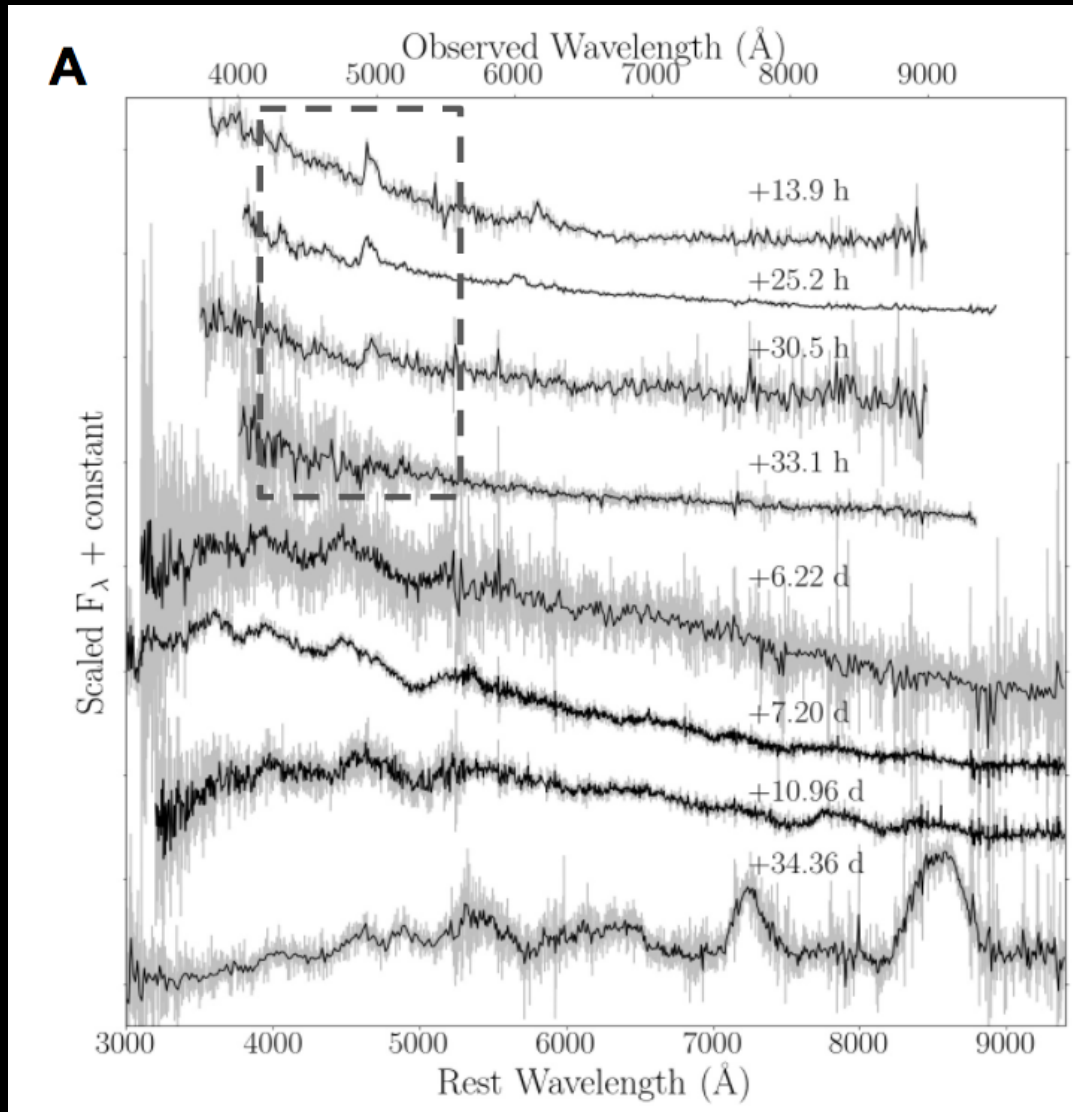 A
Observed Wavelength (Å)
4000 5000 6000 7000 8000 9000
+13.9 h
+25.2 h
+30.5 h
+33.1 h
+6.22 d
+7.20 d
+10.96 d
+34.36 d
Scaled Fλ + constant
3000 4000 5000 6000 7000 8000 9000
Rest Wavelength (Å)